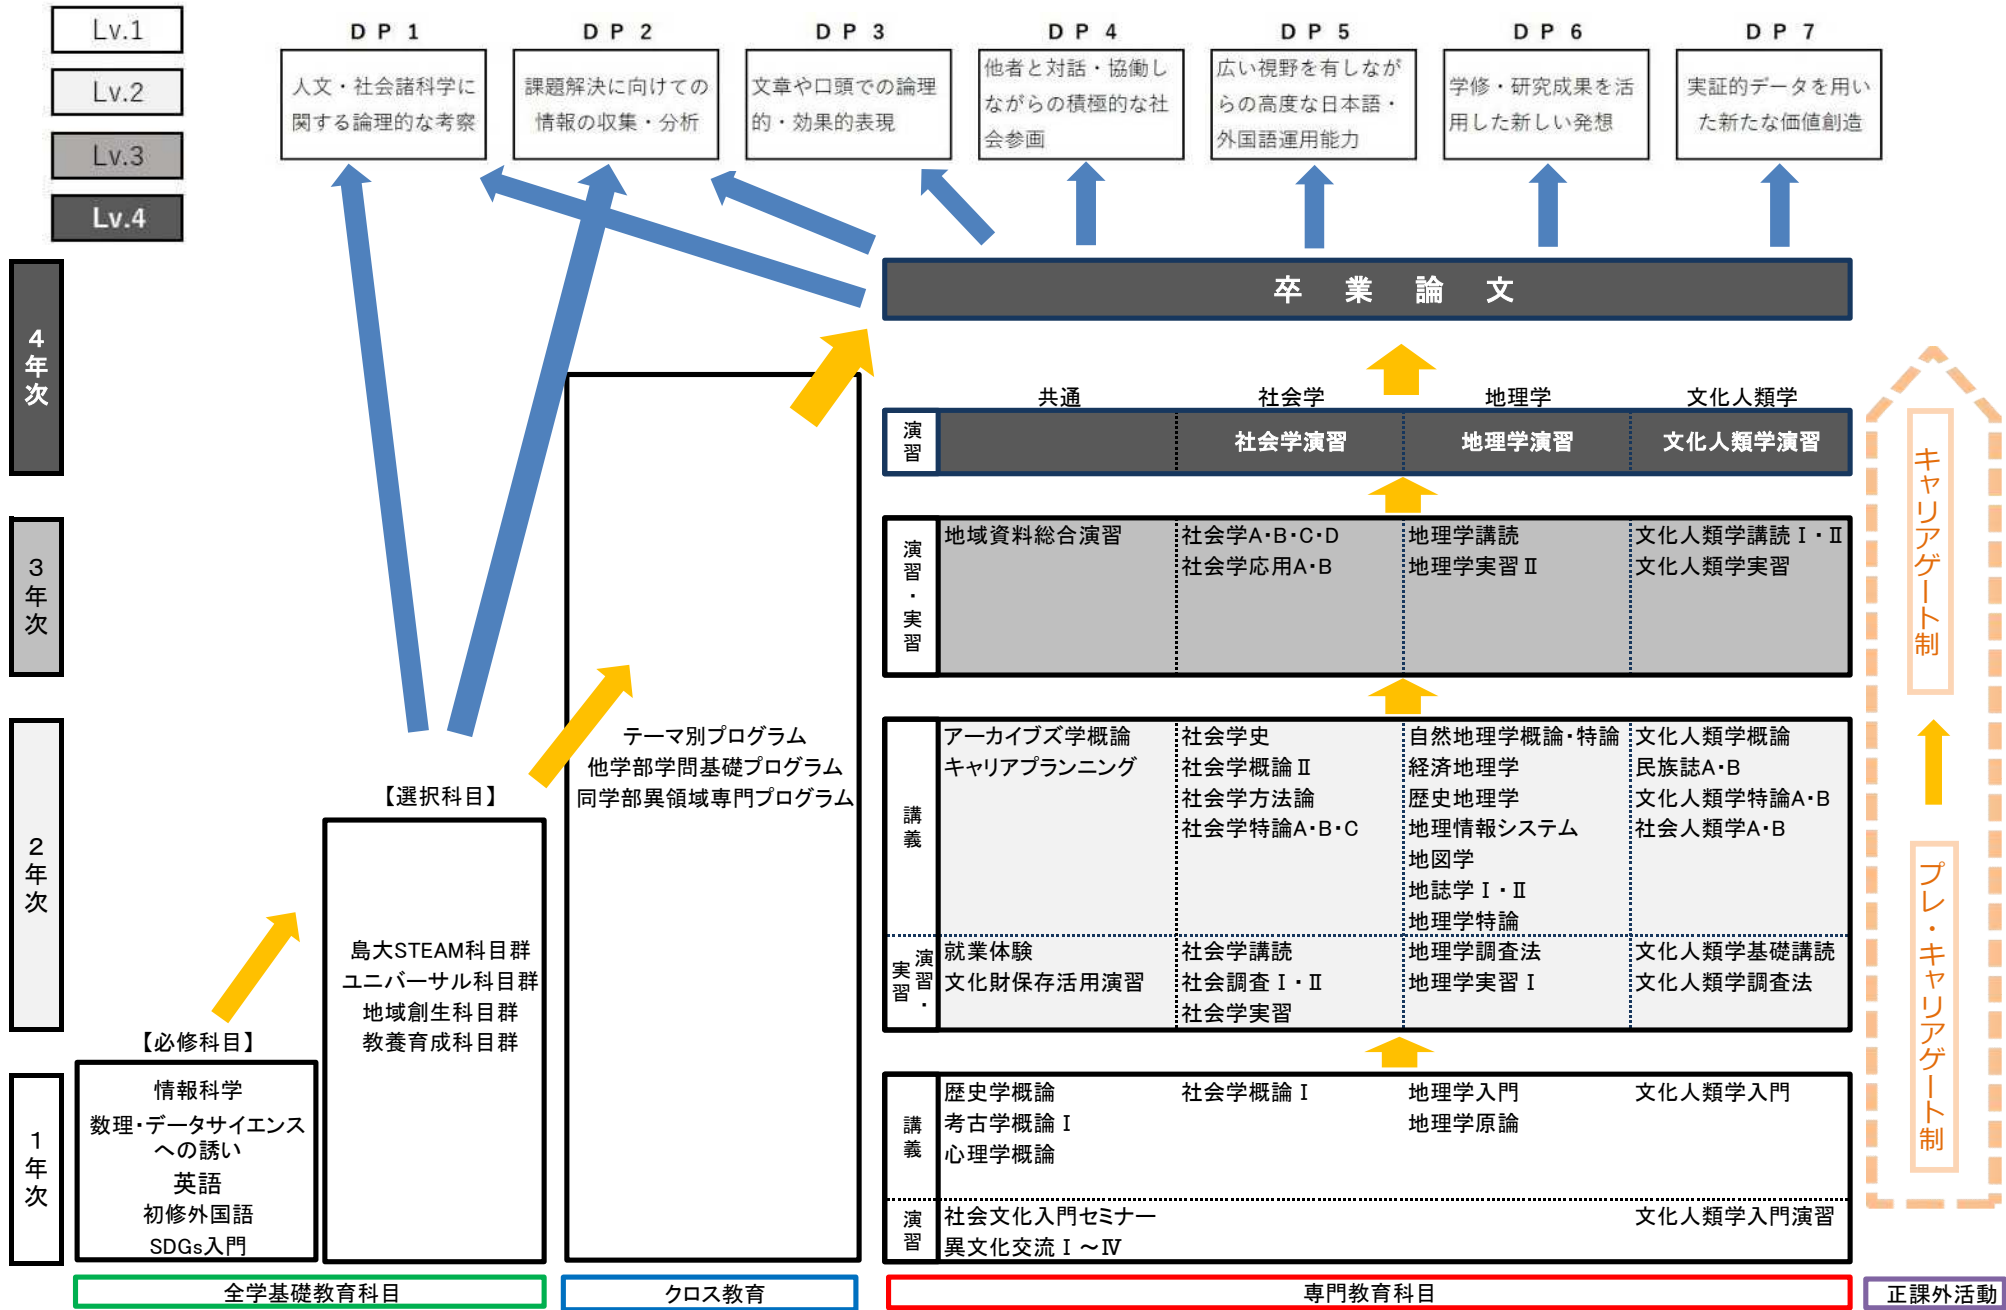 Lv.1
Lv.2
Lv.3
Lv.4
DP1
人文・社会諸科学に
関する論理的な考察
DP2
課題解決に向けての
情報の収集・分析
DP3
文章や口頭での論理
的・効果的表現
DP4
他者と対話・協働し
ながらの積極的な社
会参画
DP5
広い視野を有しなが
らの高度な日本語・
外国語運用能力
DP6
学修・研究成果を活
用した新しい発想
DP7
実証的データを用い
た新たな価値創造
4年次
3年次
2年次
1年次
卒業論文
共通
社会学
地理学
文化人類学
演習
社会学演習
地理学演習
文化人類学演習
演習・実習
地域資料総合演習
社会学A・B・C・D
社会学応用A・B
地理学講読
地理学実習Ⅱ
文化人類学講読Ⅰ・Ⅱ
文化人類学実習
講義
アーカイブズ学概論
キャリアプランニング
社会学史
社会学概論Ⅱ
社会学方法論
社会学特論A・B・C
自然地理学概論・特論
経済地理学
歴史地理学
地理情報システム
地図学
地誌学Ⅰ・Ⅱ
地理学特論
文化人類学概論
民族誌A・B
文化人類学特論A・B
社会人類学A・B
演習・
実習
就業体験
文化財保存活用演習
社会学講読
社会調査Ⅰ・Ⅱ
社会学実習
地理学調査法
地理学実習Ⅰ
文化人類学基礎講読
文化人類学調査法
講義
歴史学概論
考古学概論Ⅰ
心理学概論
社会学概論Ⅰ
地理学入門
地理学原論
文化人類学入門
演習
社会文化入門セミナー
異文化交流Ⅰ～Ⅳ
文化人類学入門演習
【必修科目】
情報科学
数理・データサイエンス
への誘い
英語
初修外国語
SDGs入門
【選択科目】
島大STEAM科目群
ユニバーサル科目群
地域創生科目群
教養育成科目群
テーマ別プログラム
他学部学問基礎プログラム
同学部異領域専門プログラム
キャリアゲート制
プレ・キャリアゲート制
全学基礎教育科目
クロス教育
専門教育科目
正課外活動